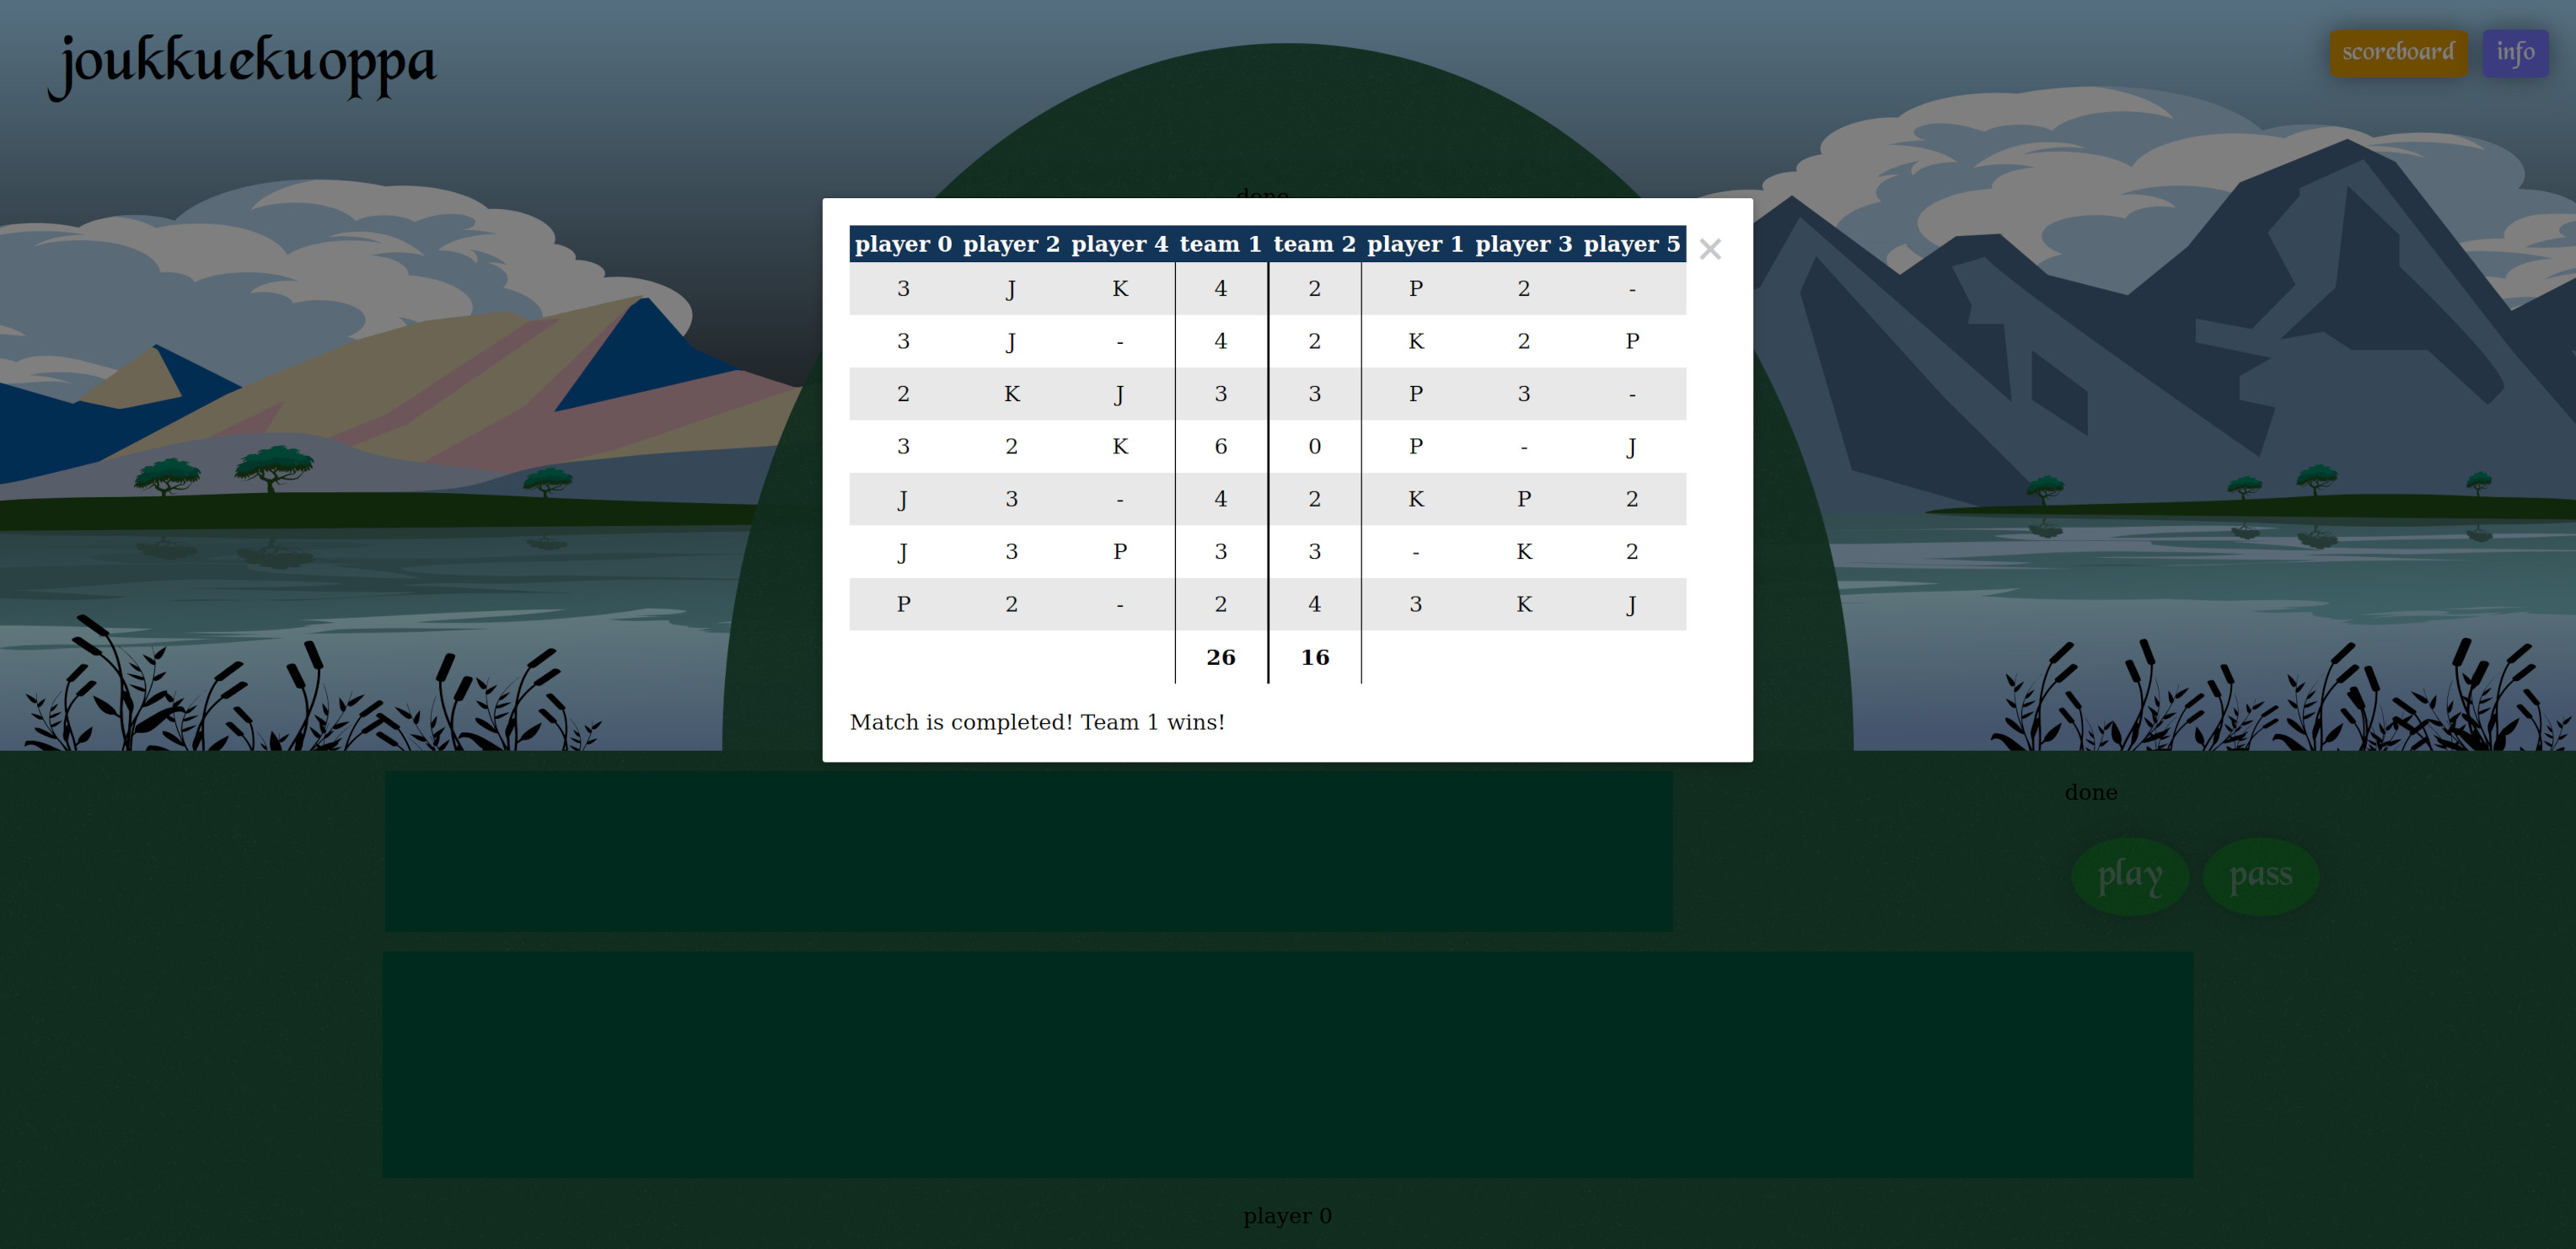 joukkuekuoppa
scoreboard info
done
player 0 player 2 player 4 team 1 team 2 player 1 player 3 player 5 ×
3 J K 4 2 P 2 -
3 J - 4 2 K 2 P
2 K J 3 3 P 3 -
3 2 K 6 0 P - J
J 3 - 4 2 K P 2
J 3 P 3 3 - K 2
P 2 - 2 4 3 K J
26 16
Match is completed! Team 1 wins!
done
play pass
player 0